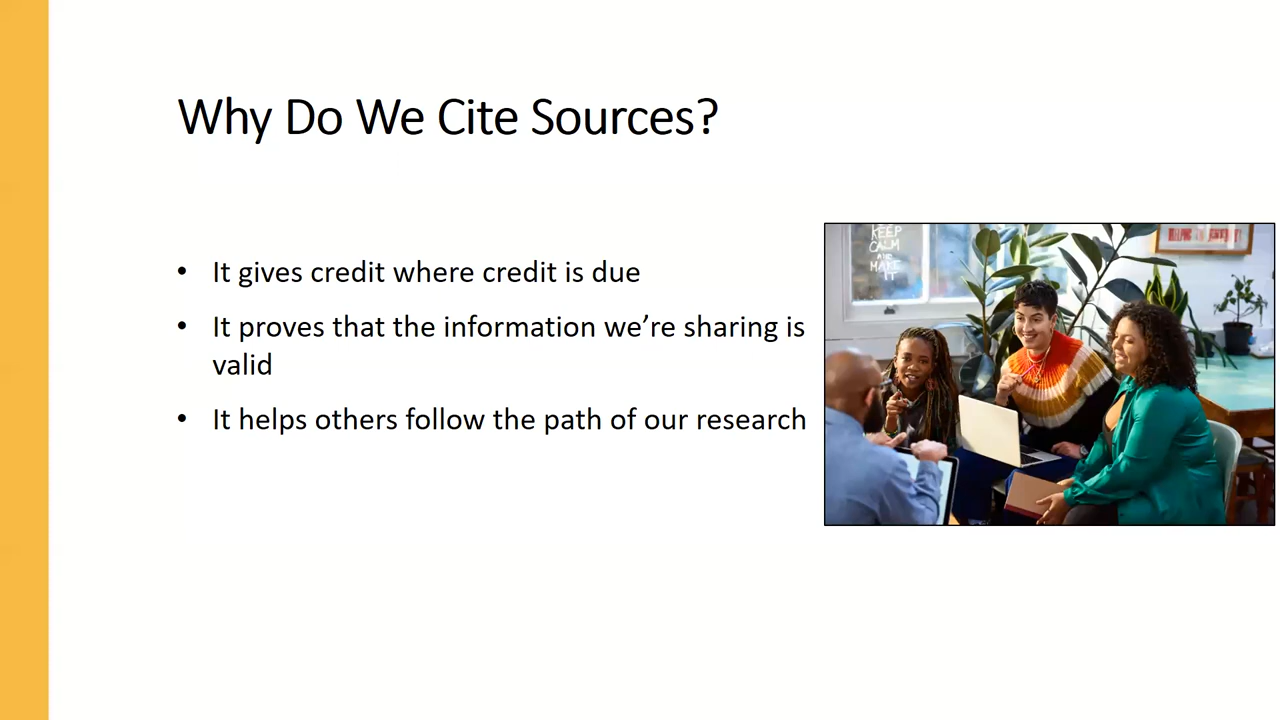 Why Do We Cite Sources?
• It gives credit where credit is due
• It proves that the information we’re sharing is
valid
• It helps others follow the path of our research
KEEP
CALM
AND
MAKE
IT